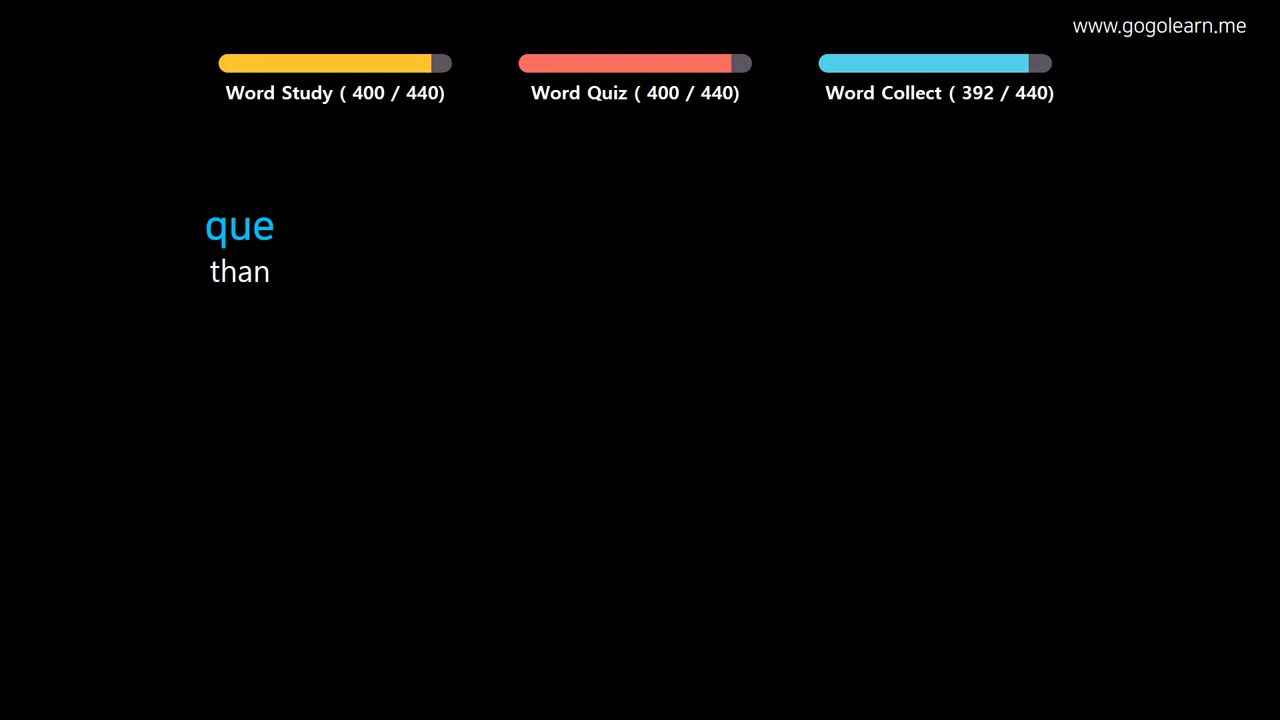 www.gogolearn.me
Word Study ( 400 / 440)
Word Quiz ( 400 / 440)
Word Collect ( 392 / 440)
que
than